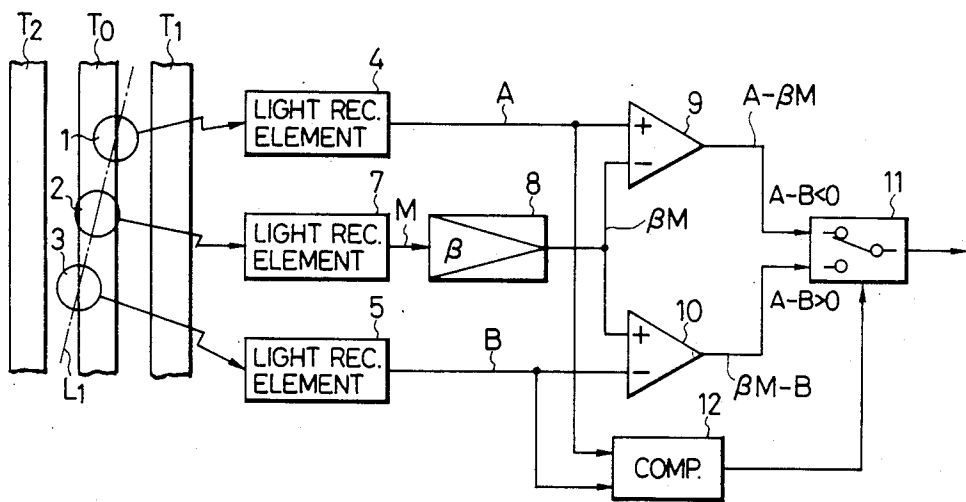 T2
T0
T1
4
LIGHT REC.
ELEMENT
A
9
+
−
A-βM
1
2
7
LIGHT REC.
ELEMENT
M
8
β
βM
A-B<0
11
3
5
LIGHT REC.
ELEMENT
B
10
+
−
A-B>0
βM-B
L1
12
COMP.